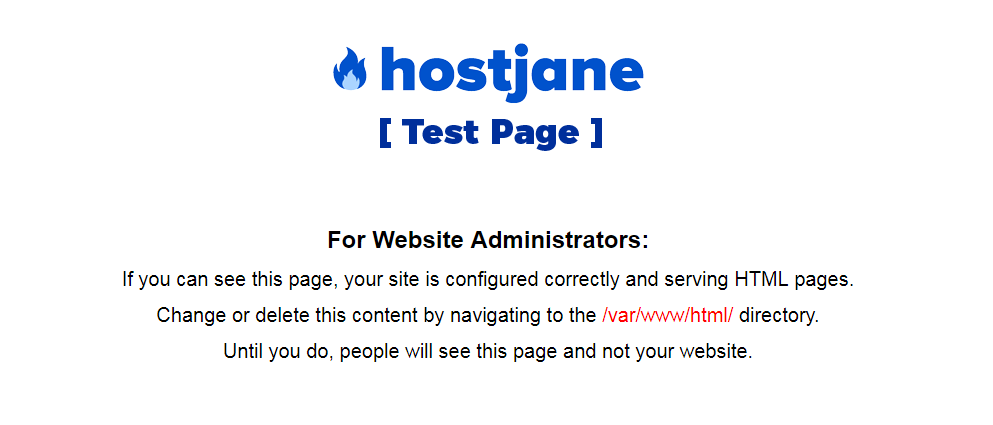 hostjane
[ Test Page ]
For Website Administrators:
If you can see this page, your site is configured correctly and serving HTML pages.
Change or delete this content by navigating to the /var/www/html/ directory.
Until you do, people will see this page and not your website.